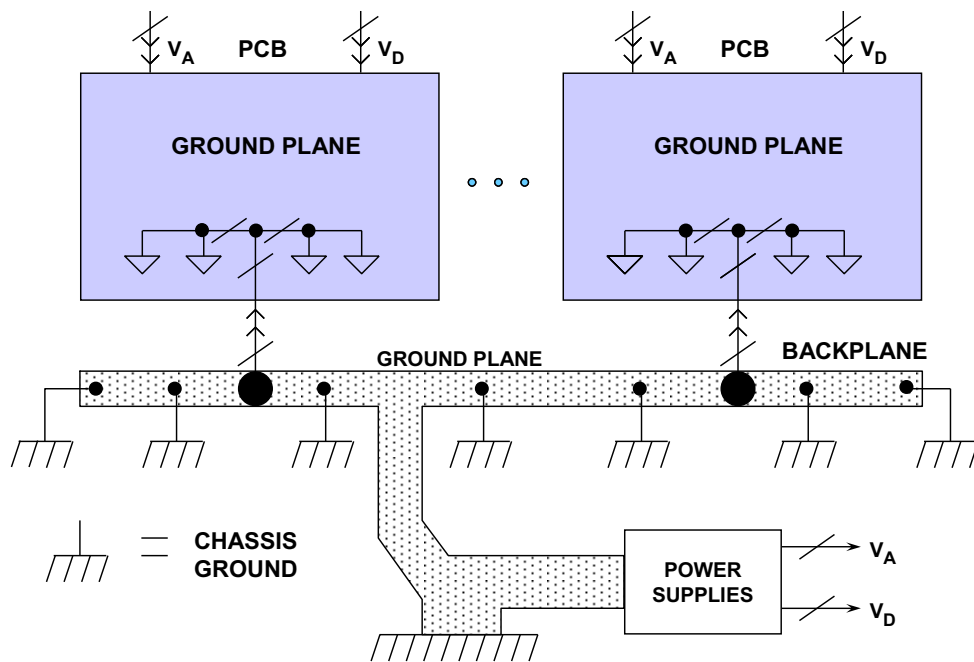 PCB
V_A
V_D
PCB
V_A
V_D
GROUND PLANE
GROUND PLANE
GROUND PLANE
BACKPLANE
CHASSIS
GROUND
POWER
SUPPLIES
V_A
V_D